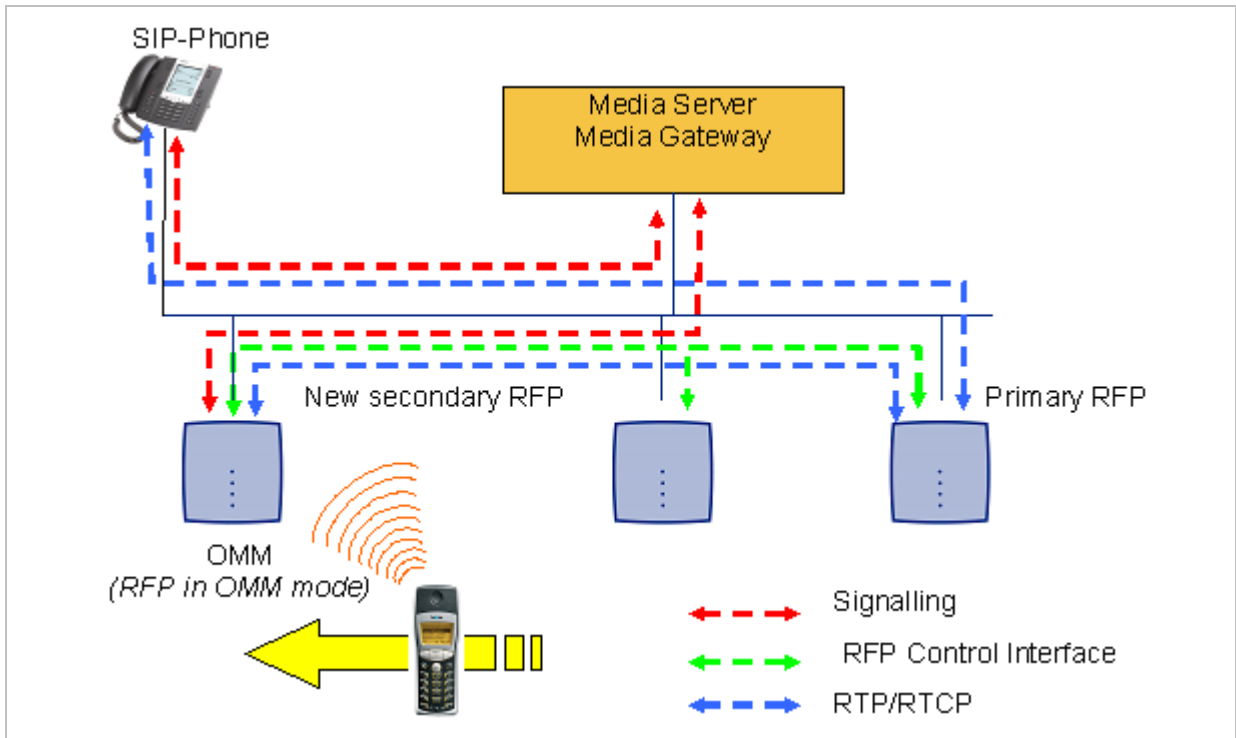 SIP-Phone
Media Server
Media Gateway
New secondary RFP
Primary RFP
OMM
(RFP in OMM mode)
Signalling
RFP Control Interface
RTP/RTCP